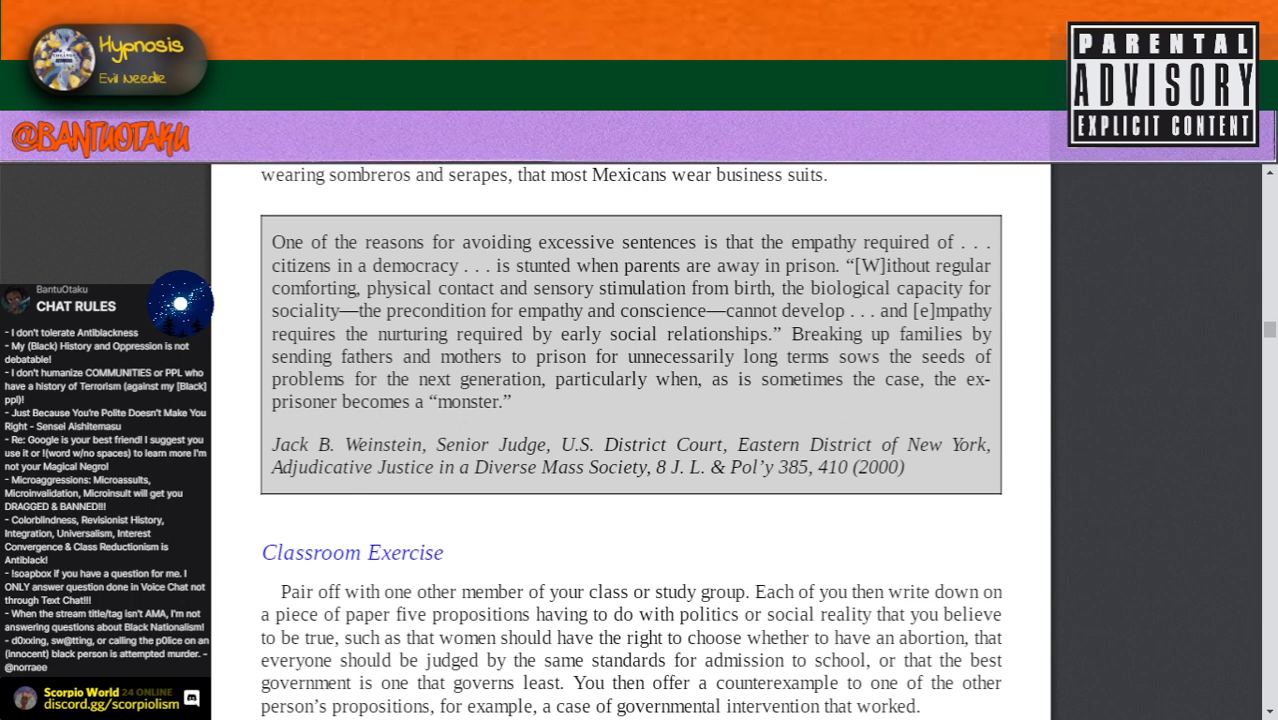 Hypnosis
Evil Needle
PARENTAL
ADVISORY
EXPLICIT CONTENT
@BANTUOTAKU
wearing sombreros and serapes, that most Mexicans wear business suits.
One of the reasons for avoiding excessive sentences is that the empathy required of . . .
citizens in a democracy . . . is stunted when parents are away in prison. “[W]ithout regular
comforting, physical contact and sensory stimulation from birth, the biological capacity for
sociality—the precondition for empathy and conscience—cannot develop . . . and [e]mpathy
requires the nurturing required by early social relationships.” Breaking up families by
sending fathers and mothers to prison for unnecessarily long terms sows the seeds of
problems for the next generation, particularly when, as is sometimes the case, the ex-
prisoner becomes a “monster.”
Jack B. Weinstein, Senior Judge, U.S. District Court, Eastern District of New York,
Adjudicative Justice in a Diverse Mass Society, 8 J. L. & Pol’y 385, 410 (2000)
Classroom Exercise
Pair off with one other member of your class or study group. Each of you then write down on
a piece of paper five propositions having to do with politics or social reality that you believe
to be true, such as that women should have the right to choose whether to have an abortion, that
everyone should be judged by the same standards for admission to school, or that the best
government is one that governs least. You then offer a counterexample to one of the other
person’s propositions, for example, a case of governmental intervention that worked.
BantuOtaku
CHAT RULES
- I don't tolerate Antiblackness
- My (Black) History and Oppression is not
debatable!
- I don't humanize COMMUNITIES or PPL who
have a history of Terrorism (against my [Black]
ppl)!
- Just Because You're Polite Doesn't Make You
Right - Sensei Aishitemasu
- Re: Google is your best friend! I suggest you
use it or !(word w/no spaces) to learn more I'm
not your Magical Negro!
- Microaggressions: Microassults,
Microinvalidation, Microinsult will get you
DRAGGED & BANNED!!!
- Colorblindness, Revisionist History,
Integration, Universalism, Interest
Convergence & Class Reductionism is
Antiblack!
- !soapbox if you have a question for me. I
ONLY answer question done in Voice Chat not
through Text Chat!!!
- When the stream title/tag isn't AMA, I'm not
answering questions about Black Nationalism!
- d0xxing, sw@tting, or calling the p0lice on an
(innocent) black person is attempted murder. -
@norraee
Scorpio World 24 ONLINE
discord.gg/scorpiolism